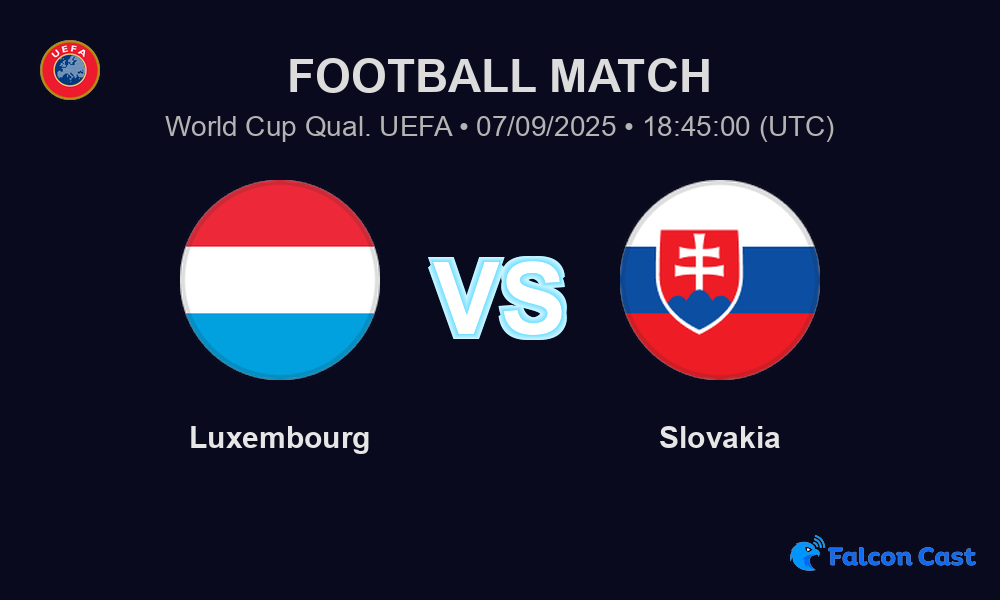 UEFA
FOOTBALL MATCH
World Cup Qual. UEFA • 07/09/2025 • 18:45:00 (UTC)
VS
Luxembourg
Slovakia
Falcon Cast